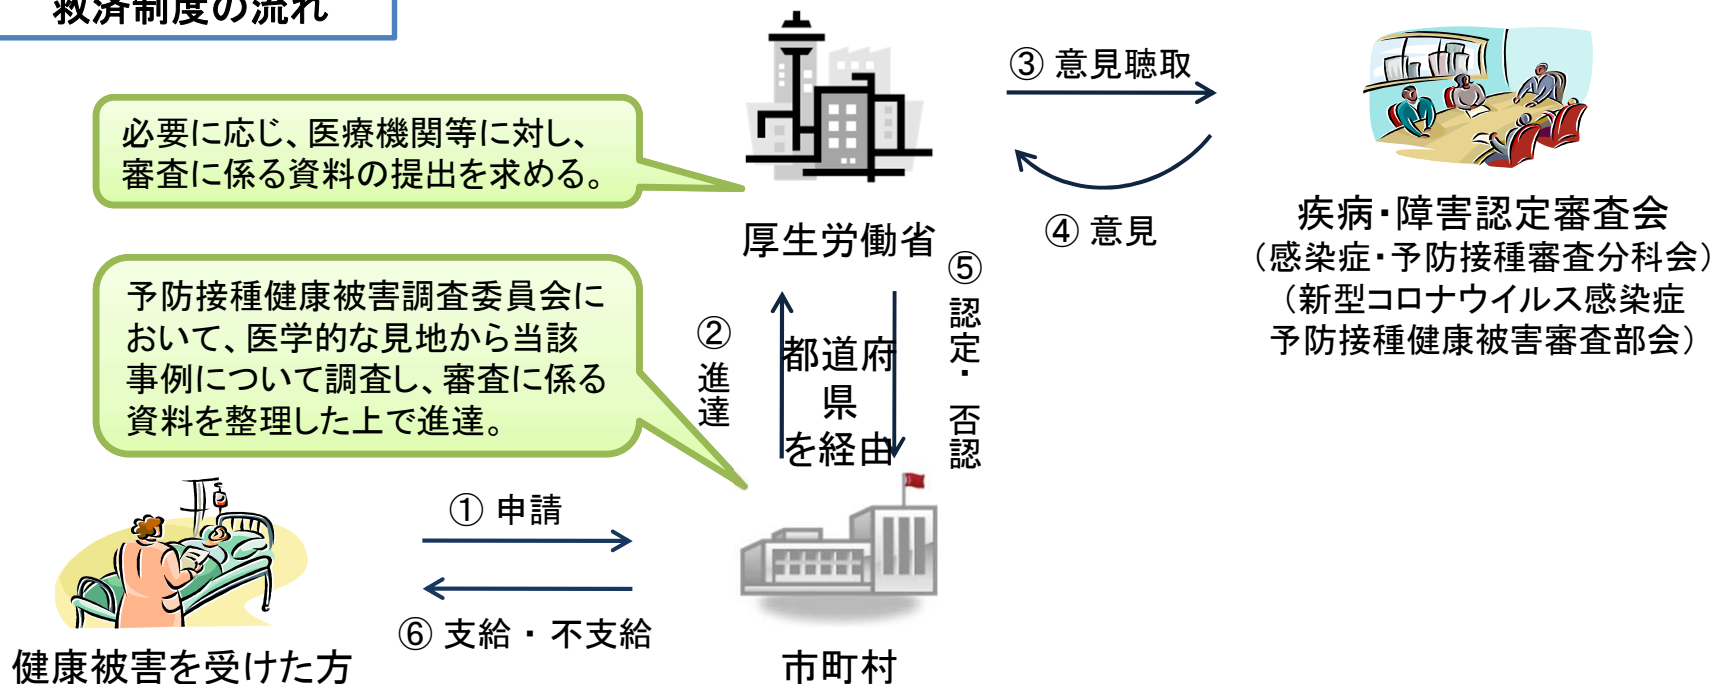 救済制度の流れ
必要に応じ、医療機関等に対し、
審査に係る資料の提出を求める。
厚生労働省
③ 意見聴取
④ 意見
疾病・障害認定審査会
（感染症・予防接種審査分科会）
（新型コロナウイルス感染症
予防接種健康被害審査部会）
予防接種健康被害調査委員会に
おいて、医学的な見地から当該
事例について調査し、審査に係る
資料を整理した上で進達。
② 進達
都道府
県
を経由
⑤ 認定・ 否認
① 申請
⑥ 支給 ・ 不支給
健康被害を受けた方
市町村